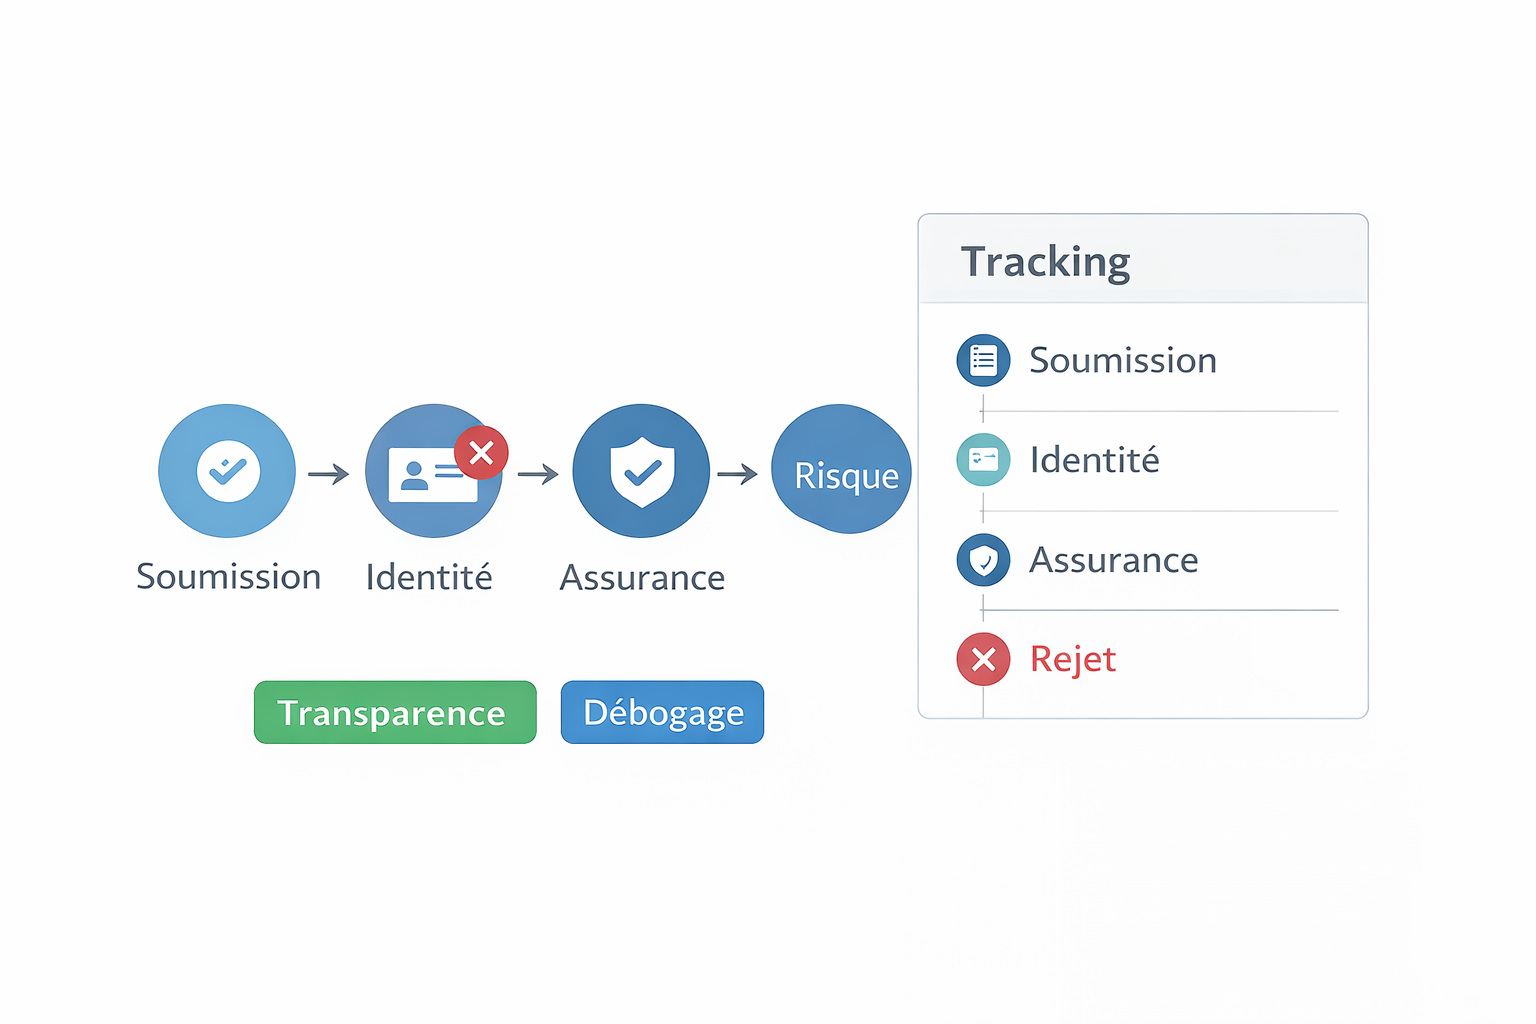 Soumission
Identité
Assurance
Risque
Transparence
Débogage
Tracking
Soumission
Identité
Assurance
Rejet